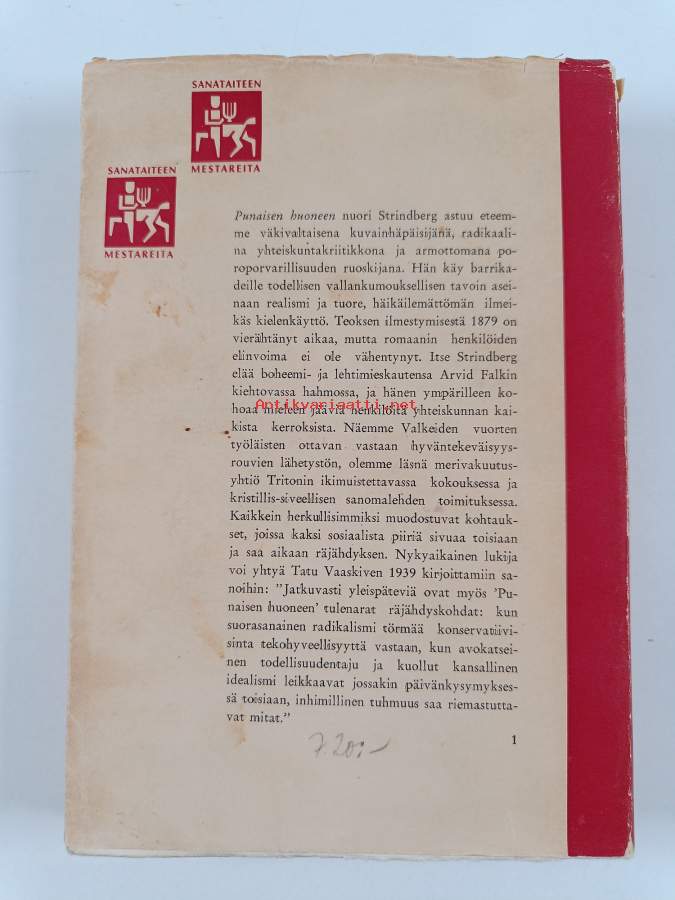 SANATAITEEN
MESTAREITA
SANATAITEEN
MESTAREITA
Punaisen huoneen nuori Strindberg astuu eteem-
me väkivaltaisena kuvainhäpäisijänä, radikaali-
na yhteiskuntakriitikkona ja armottomana po-
roporvarillisuuden ruoskijana. Hän käy barrika-
deille todellisen vallankumouksellisen tavoin asei-
naan realismi ja tuore, häikäilemättömän ilmei-
käs kielenkäyttö. Teoksen ilmestymisestä 1879 on
vierähtänyt aikaa, mutta romaanin henkilöiden
elinvoima ei ole vähentynyt. Itse Strindberg
elää boheemi- ja lehtimieskautensa Arvid Falkin
kiehtovassa hahmossa, ja hänen ympärilleen ko-
Antikvariaatti.net
hoaa mieleen jääviä henkilöitä yhteiskunnan kai-
kista kerroksista. Näemme Valkeiden vuorten
työläisten ottavan vastaan hyväntekeväisyys-
rouvien lähetystön, olemme läsnä merivakuutus-
yhtiö Tritonin ikimuistettavassa kokouksessa ja
kristillis-siveellisen sanomalehden toimituksessa.
Kaikkein herkullisimmiksi muodostuvat kohtauk-
set, joissa kaksi sosiaalista piiriä sivuaa toisiaan
ja saa aikaan räjähdyksen. Nykyaikainen lukija
voi yhtyä Tatu Vaaskiven 1939 kirjoittamiin sa-
noihin: ”Jatkuvasti yleispäteviä ovat myös ’Pu-
naisen huoneen’ tulenarat räjähdyskohdat: kun
suorasanainen radikalismi törmää konservatiivi-
sinta tekohyveellisyyttä vastaan, kun avokatsei-
nen todellisuudentaju ja kuollut kansallinen
idealismi leikkaavat jossakin päivänkysymykses-
sä toisiaan, inhimillinen tuhmuus saa riemastutta-
vat mitat.”
7.20:-
1